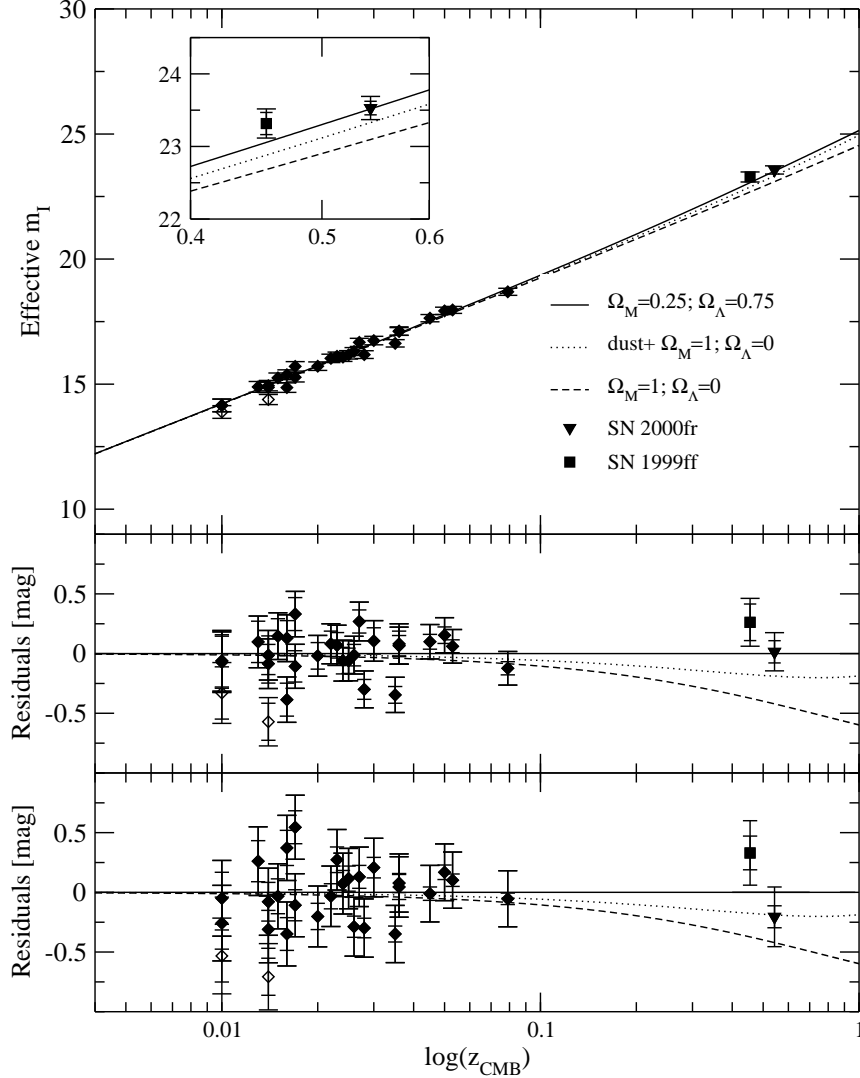 30
25
20
15
10
Effective m_I
24
23
22
0.4
0.5
0.6
Ω_M=0.25; Ω_Λ=0.75
dust+ Ω_M=1; Ω_Λ=0
Ω_M=1; Ω_Λ=0
SN 2000fr
SN 1999ff
0.5
0
-0.5
Residuals [mag]
0.5
0
-0.5
Residuals [mag]
0.01
0.1
1
log(z_CMB)